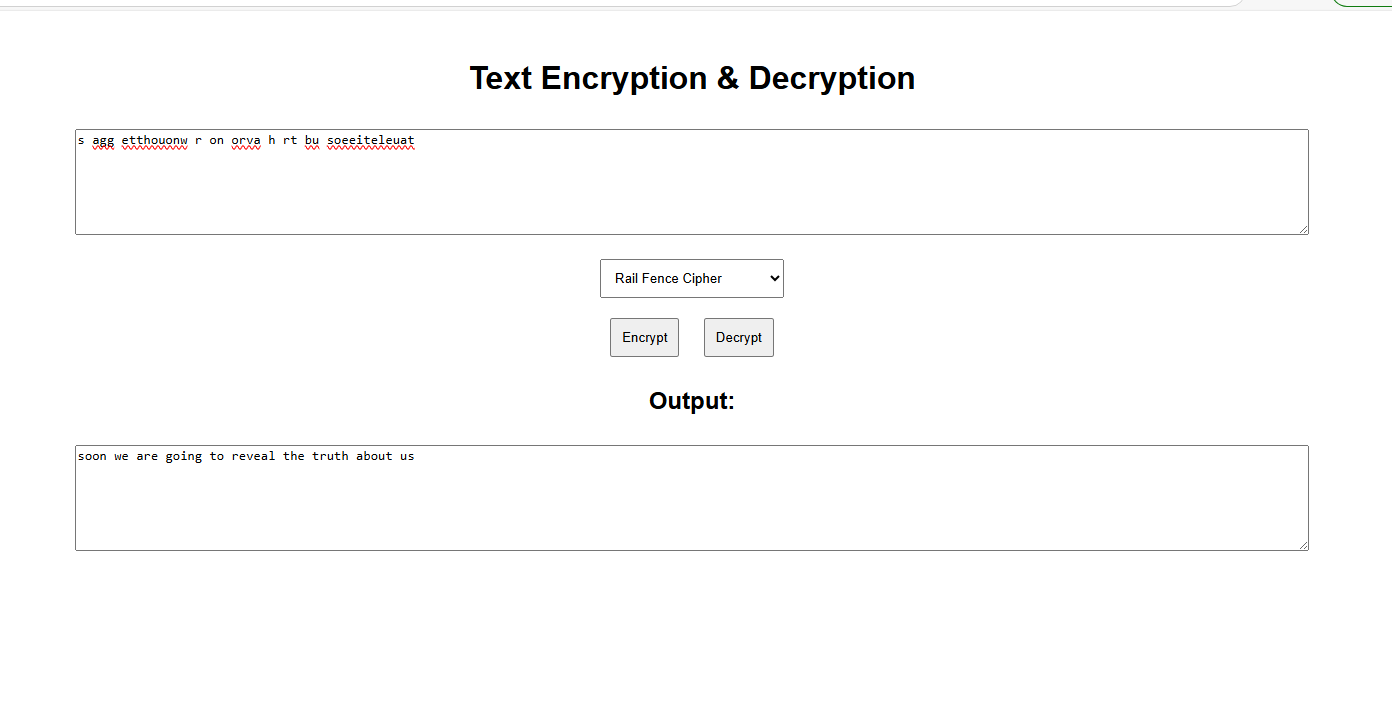 Text Encryption & Decryption
s agg etthouonw r on orva h rt bu soeeiteleuat
Rail Fence Cipher
Encrypt Decrypt
Output:
soon we are going to reveal the truth about us